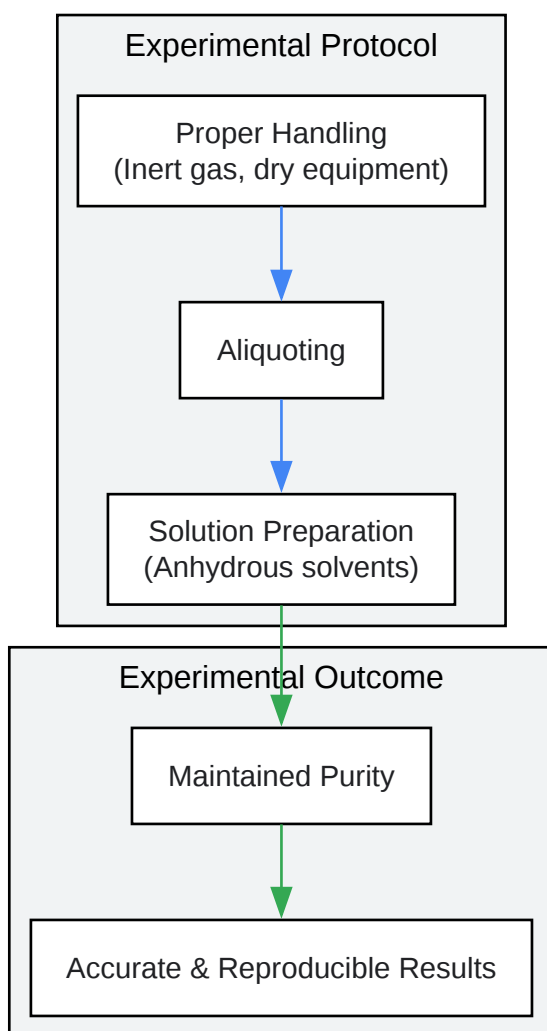 Experimental Protocol
Proper Handling
(Inert gas, dry equipment)
Aliquoting
Solution Preparation
(Anhydrous solvents)
Experimental Outcome
Maintained Purity
Accurate & Reproducible Results